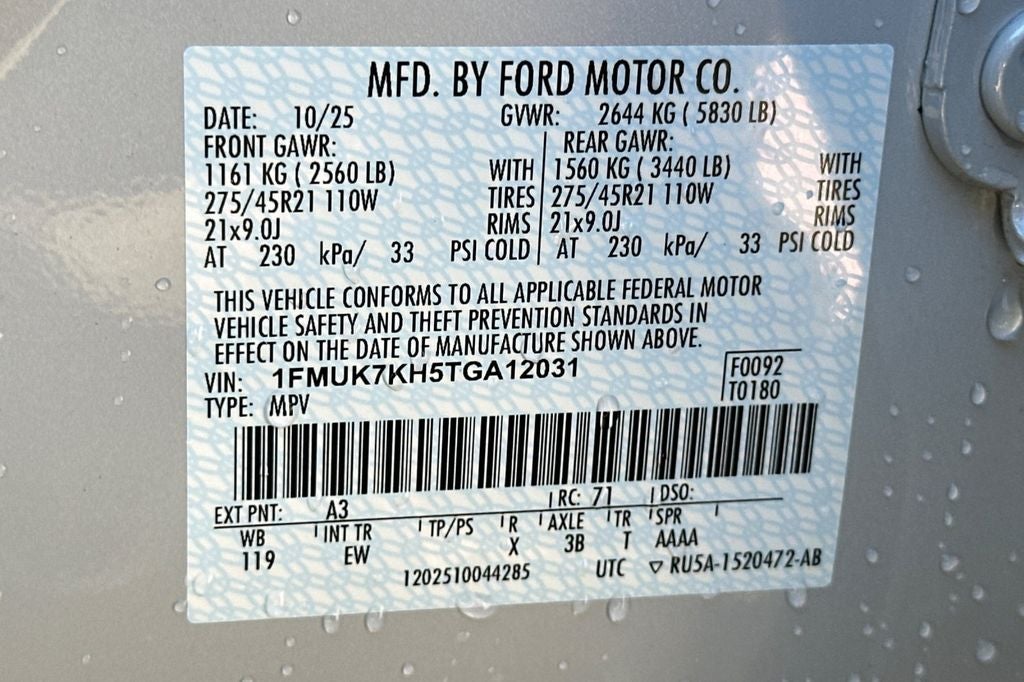 MFD. BY FORD MOTOR CO.
DATE: 10/25 GVWR: 2644 KG ( 5830 LB)
FRONT GAWR: REAR GAWR:
1161 KG ( 2560 LB) WITH 1560 KG ( 3440 LB) WITH
275/45R21 110W TIRES 275/45R21 110W TIRES
21x9.0J RIMS 21x9.0J RIMS
AT 230 kPa/ 33 PSI COLD AT 230 kPa/ 33 PSI COLD
THIS VEHICLE CONFORMS TO ALL APPLICABLE FEDERAL MOTOR
VEHICLE SAFETY AND THEFT PREVENTION STANDARDS IN
EFFECT ON THE DATE OF MANUFACTURE SHOWN ABOVE.
VIN: 1FMUK7KH5TGA12031 F0092
TYPE: MPV T0180
EXT PNT: A3 RC: 71 DSO:
WB INT TR TP/PS R AXLE TR SPR
119 EW X 3B T AAAA
1202510044285 UTC ▽ RU5A-1520472-AB